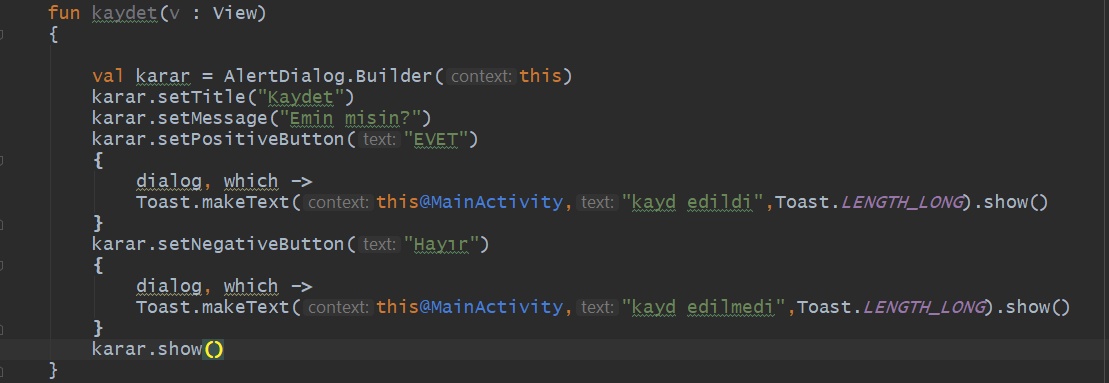 fun kaydet(v : View)
{
val karar = AlertDialog.Builder( context: this)
karar.setTitle("Kaydet")
karar.setMessage("Emin misin?")
karar.setPositiveButton( text: "EVET")
{
dialog, which ->
Toast.makeText( context: this@MainActivity, text: "kayd edildi",Toast.LENGTH_LONG).show()
}
karar.setNegativeButton( text: "Hayır")
{
dialog, which ->
Toast.makeText( context: this@MainActivity, text: "kayd edilmedi",Toast.LENGTH_LONG).show()
}
karar.show()
}